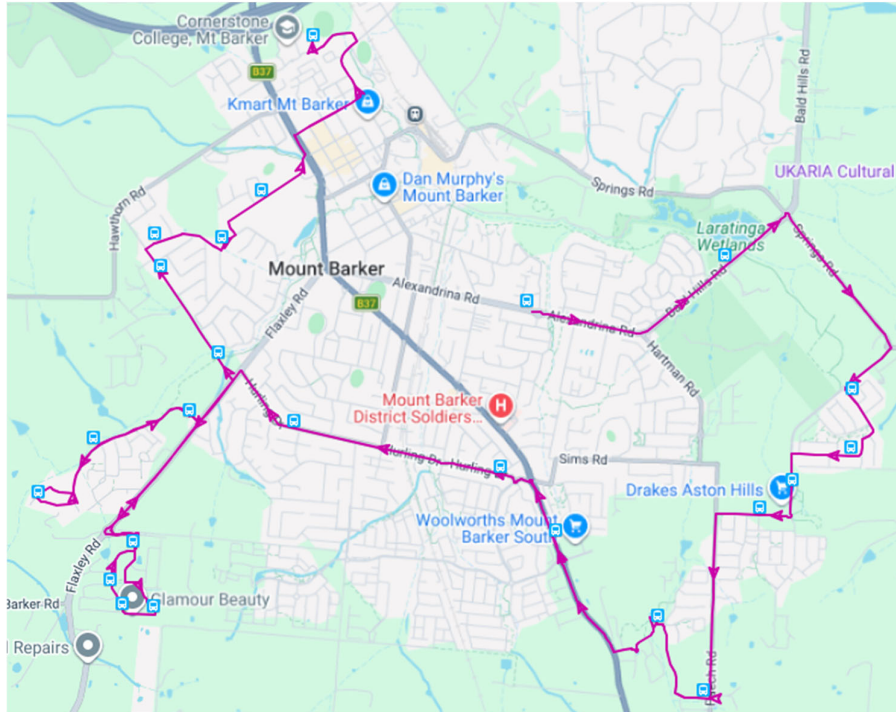 Cornerstone
College, Mt Barker
B37
Kmart Mt Barker
Bald Hills Rd
UKARIA Cultural
Dan Murphy's
Mount Barker
Springs Rd
Hawthorn Rd
Laratinga
Wetlands
Springs Rd
Mount Barker
Bald Hills Rd
Alexandrina Rd
B37
Flaxley Rd
Alexandrina Rd
Hartman Rd
Mount Barker
District Soldiers...
H
Hurling Dr
Hurling
Sims Rd
Drakes Aston Hills
Woolworths Mount
Barker South
Flaxley Rd
Barker Rd
Glamour Beauty
Repairs